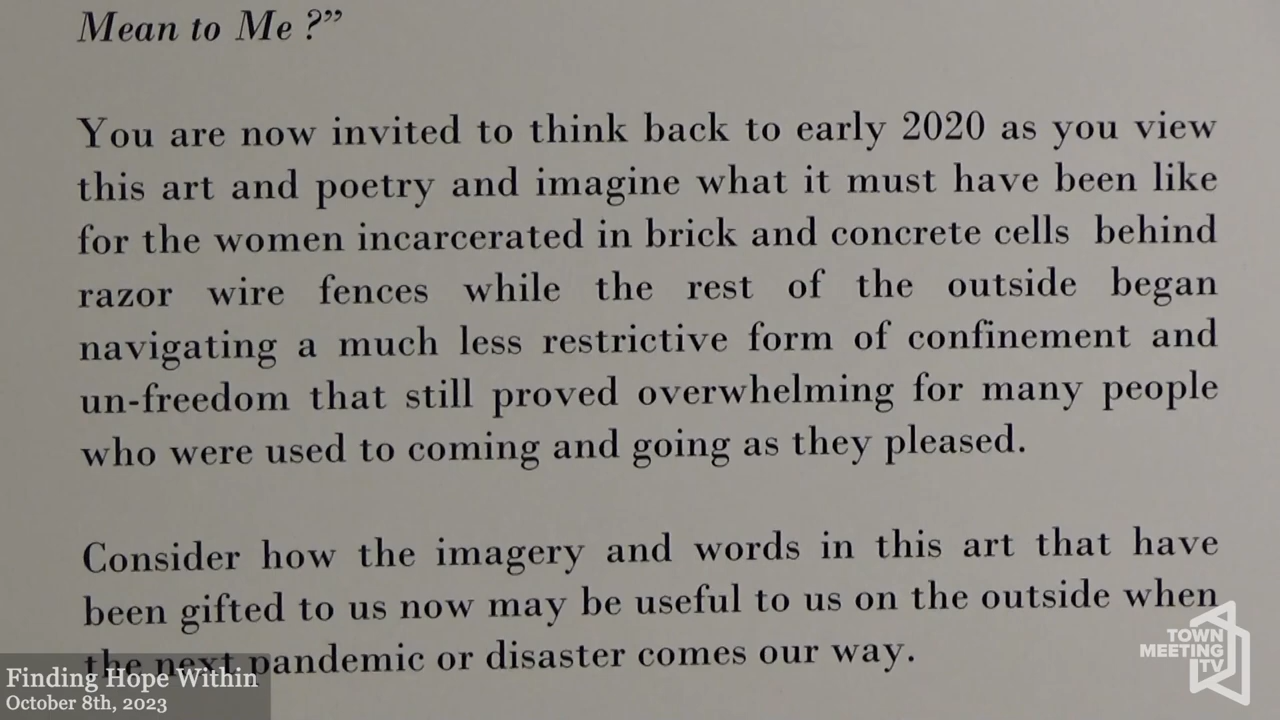 Mean to Me ?”
You are now invited to think back to early 2020 as you view
this art and poetry and imagine what it must have been like
for the women incarcerated in brick and concrete cells behind
razor wire fences while the rest of the outside began
navigating a much less restrictive form of confinement and
un-freedom that still proved overwhelming for many people
who were used to coming and going as they pleased.
Consider how the imagery and words in this art that have
been gifted to us now may be useful to us on the outside when
the next pandemic or disaster comes our way.
Finding Hope Within
October 8th, 2023
TOWN
MEETING
TV